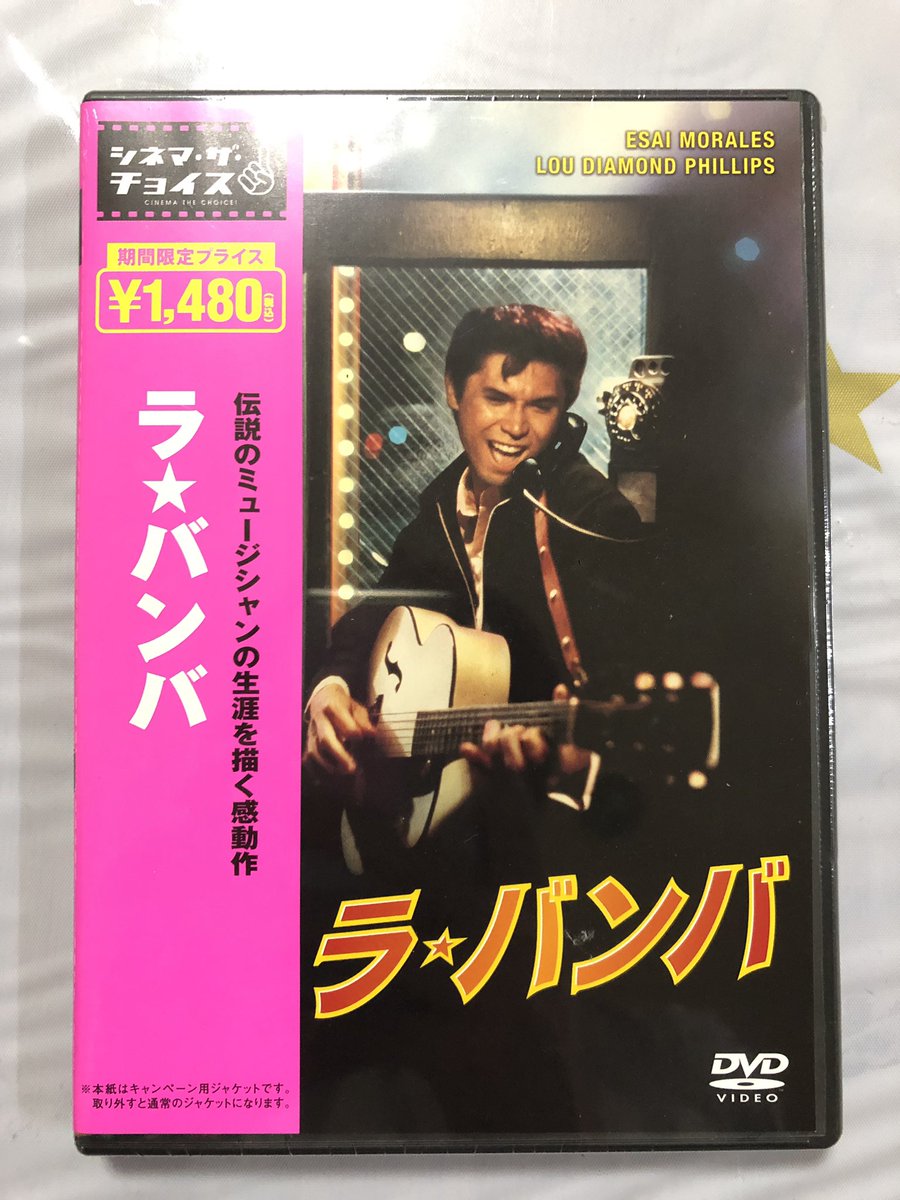 シネマ・ザ・
チョイス
CINEMA THE CHOICE!
期間限定プライス
¥1,480(税込)
伝説のミュージシャンの生涯を描く感動作
ラ★バンバ
※本紙はキャンペーン用ジャケットです。
取り外すと通常のジャケットになります。
ESAI MORALES
LOU DIAMOND PHILLIPS
ラ★バンバ
DVD
VIDEO